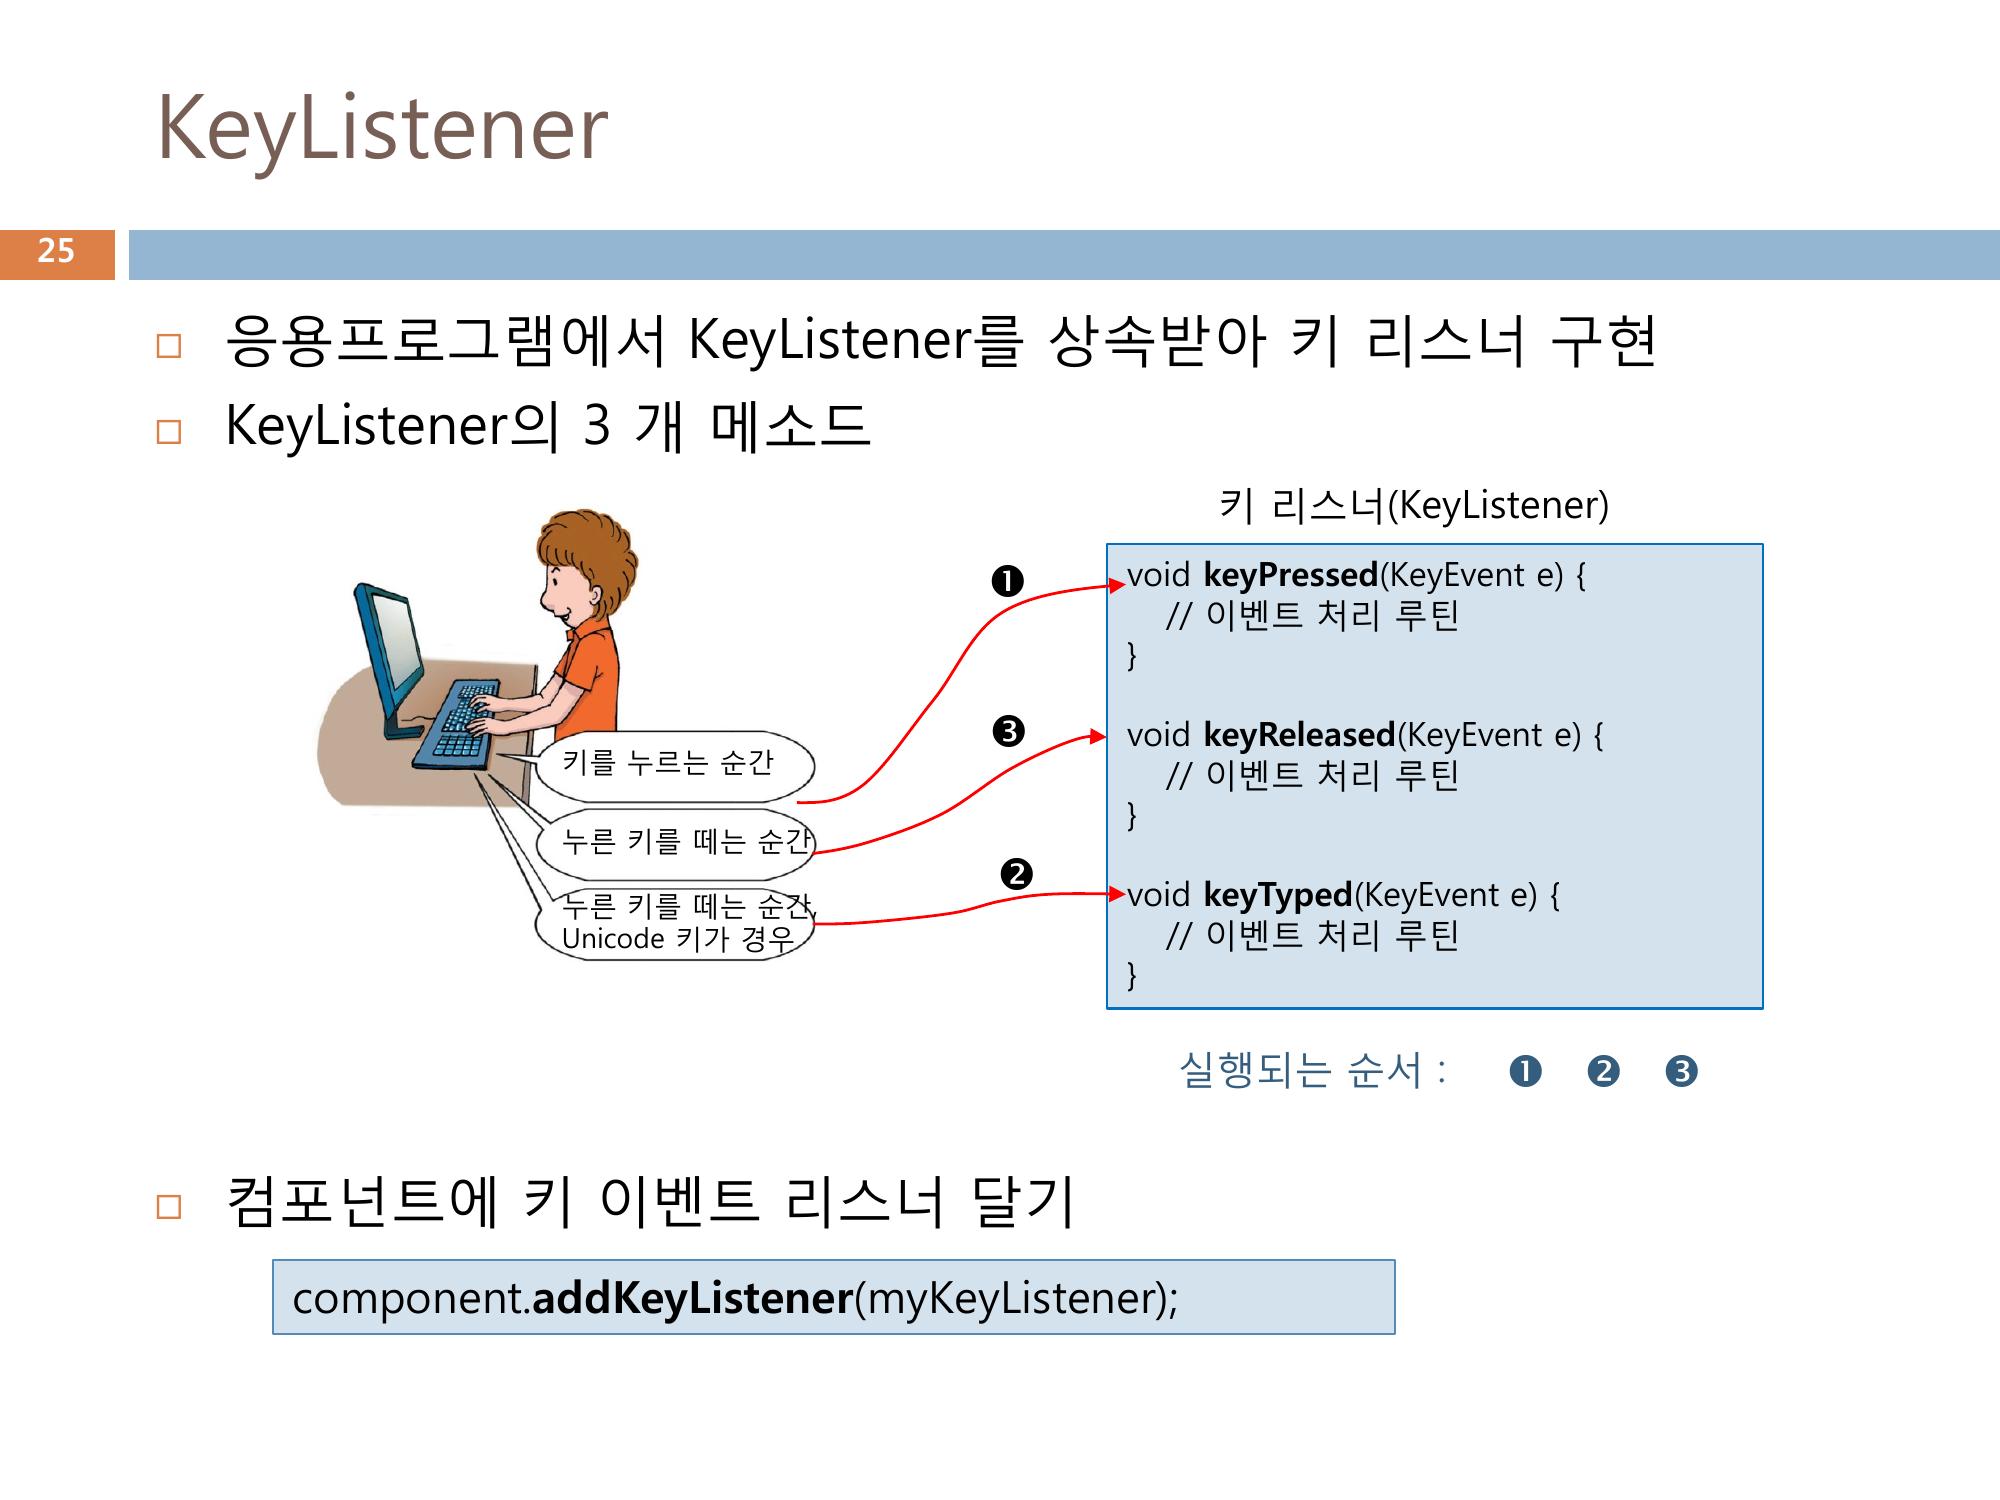 KeyListener
25
응용프로그램에서 KeyListener를 상속받아 키 리스너 구현
KeyListener의 3 개 메소드
키 리스너(KeyListener)
키를 누르는 순간
누른 키를 떼는 순간
누른 키를 떼는 순간,
Unicode 키가 경우
❶
❸
❷
void keyPressed(KeyEvent e) {
// 이벤트 처리 루틴
}
void keyReleased(KeyEvent e) {
// 이벤트 처리 루틴
}
void keyTyped(KeyEvent e) {
// 이벤트 처리 루틴
}
실행되는 순서 : ❶ ❷ ❸
컴포넌트에 키 이벤트 리스너 달기
component.addKeyListener(myKeyListener);